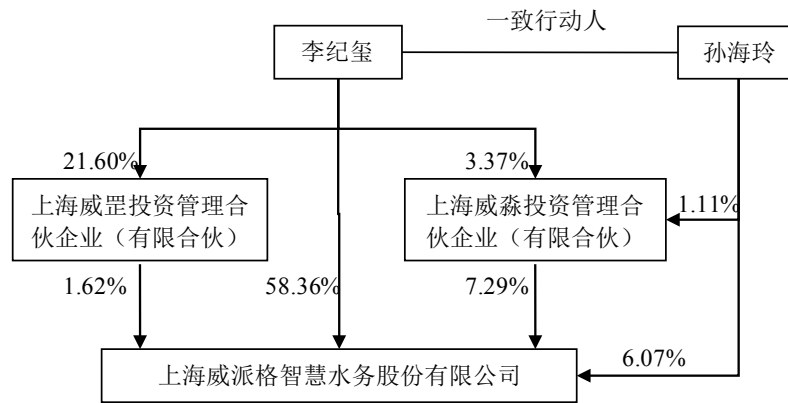 一致行动人
李纪玺
孙海玲
21.60%
3.37%
上海威罡投资管理合
伙企业（有限合伙）
上海威淼投资管理合
伙企业（有限合伙）
1.11%
1.62%
58.36%
7.29%
上海威派格智慧水务股份有限公司
6.07%